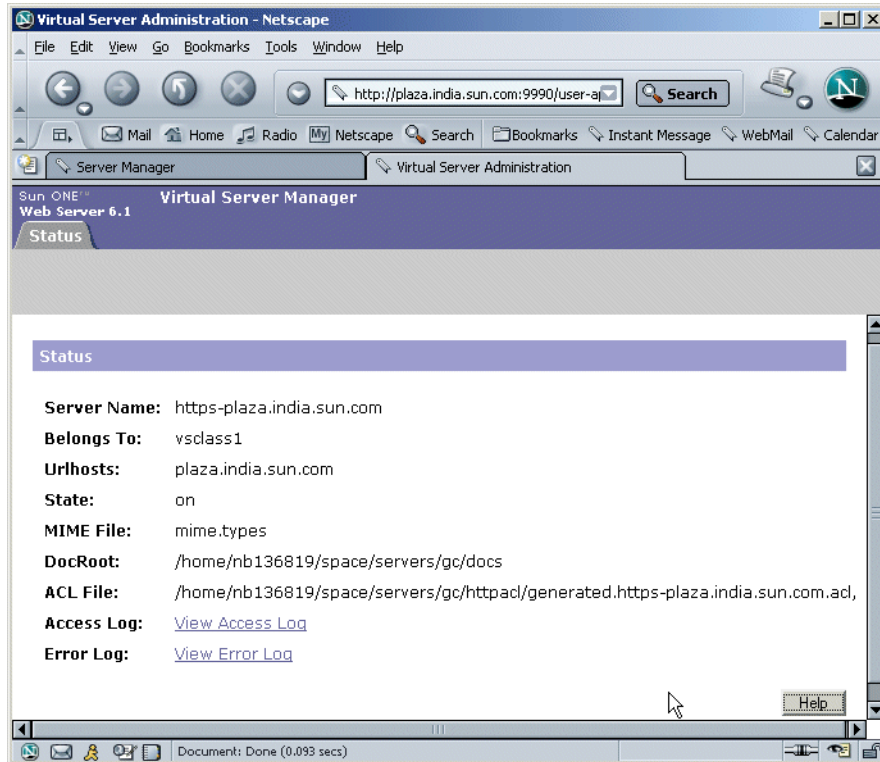 Virtual Server Administration - Netscape
File Edit View Go Bookmarks Tools Window Help
http://plaza.india.sun.com:9990/user-ap Search N
Mail Home Radio My Netscape Search Bookmarks Instant Message WebMail Calendar
Server Manager Virtual Server Administration
Sun ONE™ Virtual Server Manager
Web Server 6.1
Status
Status
Server Name: https-plaza.india.sun.com
Belongs To: vsclass1
Urlhosts: plaza.india.sun.com
State: on
MIME File: mime.types
DocRoot: /home/nb136819/space/servers/gc/docs
ACL File: /home/nb136819/space/servers/gc/httpacl/generated.https-plaza.india.sun.com.acl,
Access Log: View Access Log
Error Log: View Error Log
Help
Document: Done (0.093 secs)